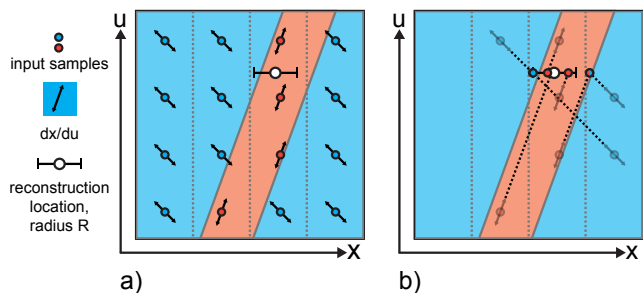 input samples
dx/du
reconstruction
location,
radius R
u
x
a)
u
x
b)